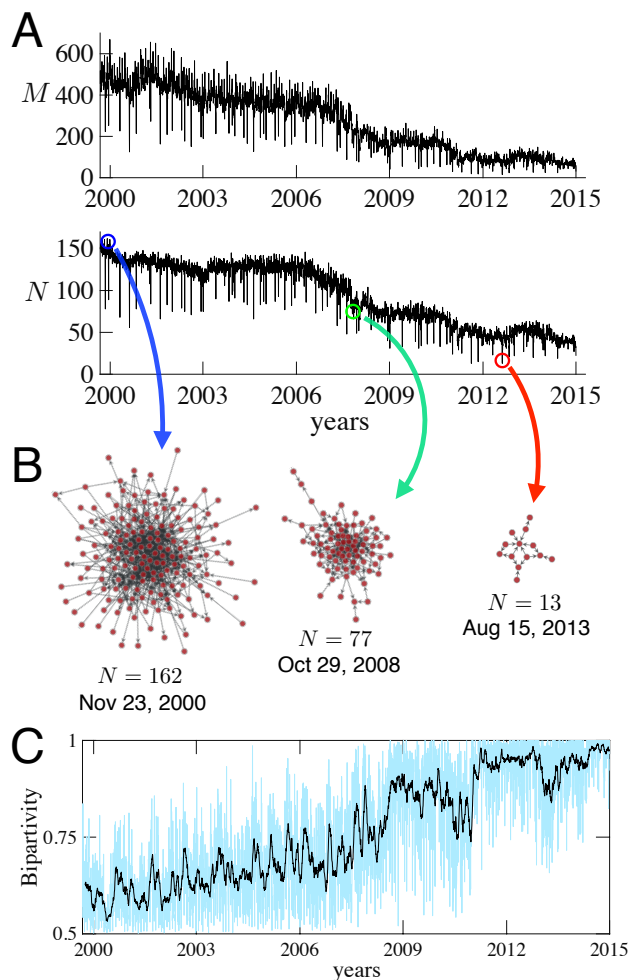 A
M
600
400
200
0
2000 2003 2006 2009 2012 2015
N
150
100
50
0
2000 2003 2006 2009 2012 2015
years
B
N = 162
Nov 23, 2000
N = 77
Oct 29, 2008
N = 13
Aug 15, 2013
C
Bipartivity
1
0.75
0.5
2000 2003 2006 2009 2012 2015
years